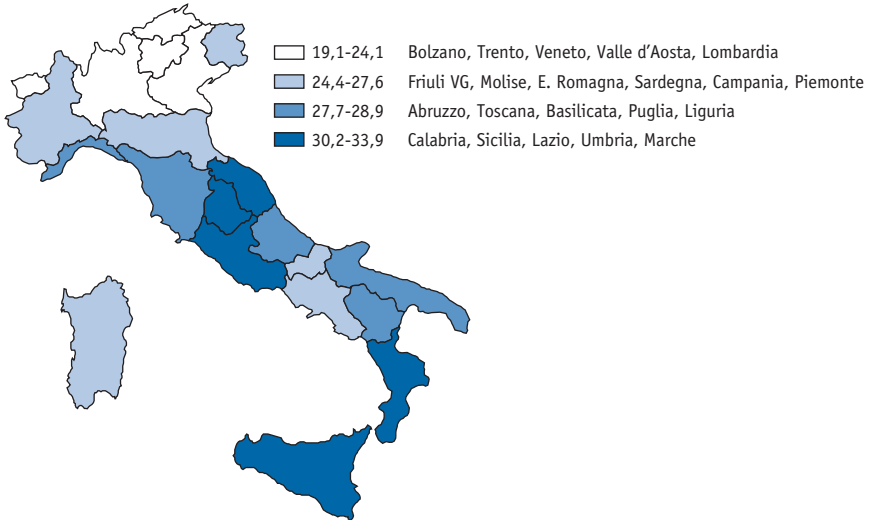 19,1-24,1 Bolzano, Trento, Veneto, Valle d'Aosta, Lombardia
24,4-27,6 Friuli VG, Molise, E. Romagna, Sardegna, Campania, Piemonte
27,7-28,9 Abruzzo, Toscana, Basilicata, Puglia, Liguria
30,2-33,9 Calabria, Sicilia, Lazio, Umbria, Marche